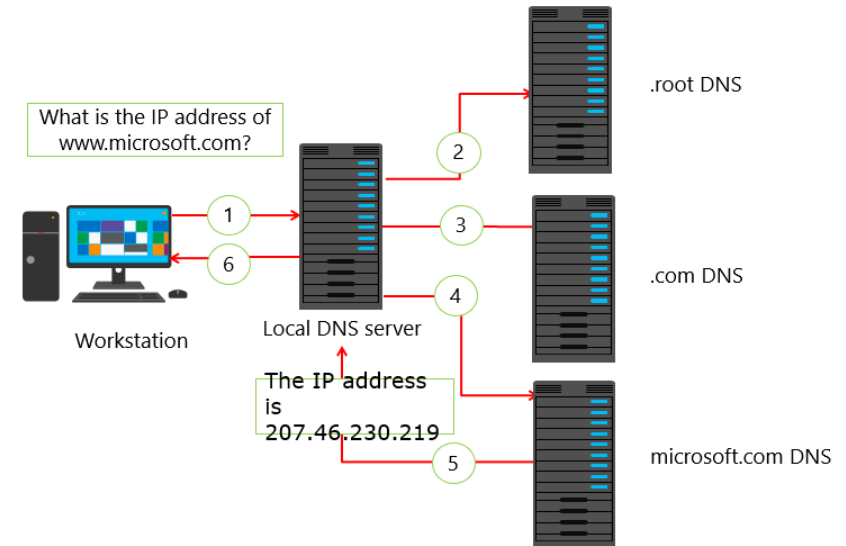 What is the IP address of
www.microsoft.com?
.root DNS
2
1
3
6
.com DNS
4
Workstation
Local DNS server
The IP address
is
207.46.230.219
5
microsoft.com DNS